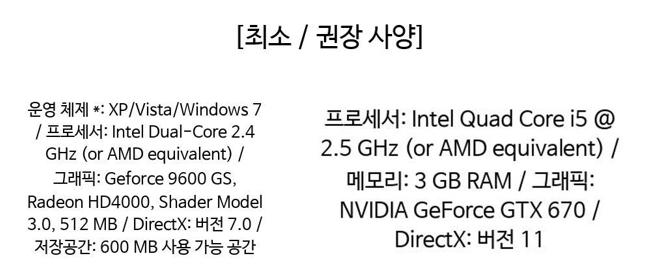 [최소 / 권장 사양]
운영 체제 *: XP/Vista/Windows 7
/ 프로세서: Intel Dual-Core 2.4
GHz (or AMD equivalent) /
그래픽: Geforce 9600 GS,
Radeon HD4000, Shader Model
3.0, 512 MB / DirectX: 버전 7.0 /
저장공간: 600 MB 사용 가능 공간
프로세서: Intel Quad Core i5 @
2.5 GHz (or AMD equivalent) /
메모리: 3 GB RAM / 그래픽:
NVIDIA GeForce GTX 670 /
DirectX: 버전 11